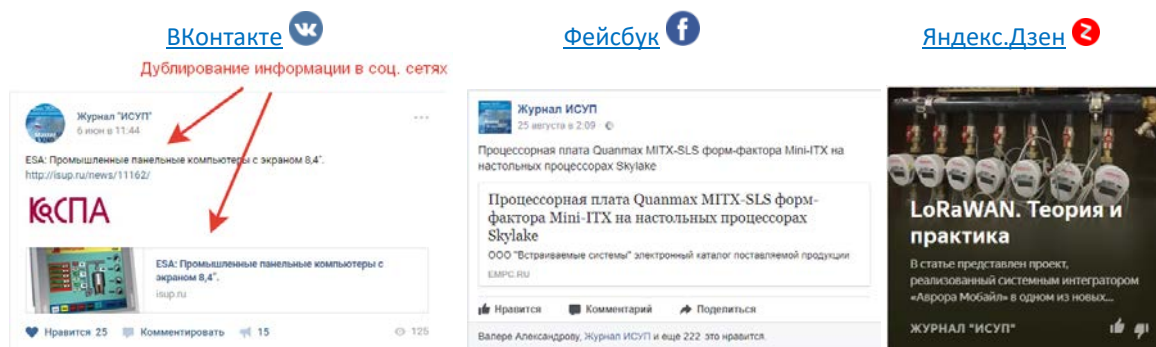 ВКонтакте
Фейсбук
Яндекс.Дзен
Дублирование информации в соц. сетях
Журнал "ИСУП"
6 июн в 11:44
ESA: Промышленные панельные компьютеры с экраном 8,4".
http://isup.ru/news/11162/
КСПА
ESA: Промышленные панельные компьютеры с
экраном 8,4".
isup.ru
Нравится 25
Комментировать
15
125
Журнал ИСУП
25 августа в 2:09
Процессорная плата Quanmax MITX-SLS форм-фактора Mini-ITX на
настольных процессорах Skylake
Процессорная плата Quanmax MITX-SLS форм-
фактора Mini-ITX на настольных процессорах
Skylake
ООО "Встраиваемые системы" электронный каталог поставляемой продукции
EMPC.RU
Нравится
Комментарий
Поделиться
Валере Александрову, Журнал ИСУП и еще 222 это нравится.
LoRaWAN. Теория и
практика
В статье представлен проект,
реализованный системным интегратором
«Аврора Мобайл» в одном из новых...
ЖУРНАЛ "ИСУП"